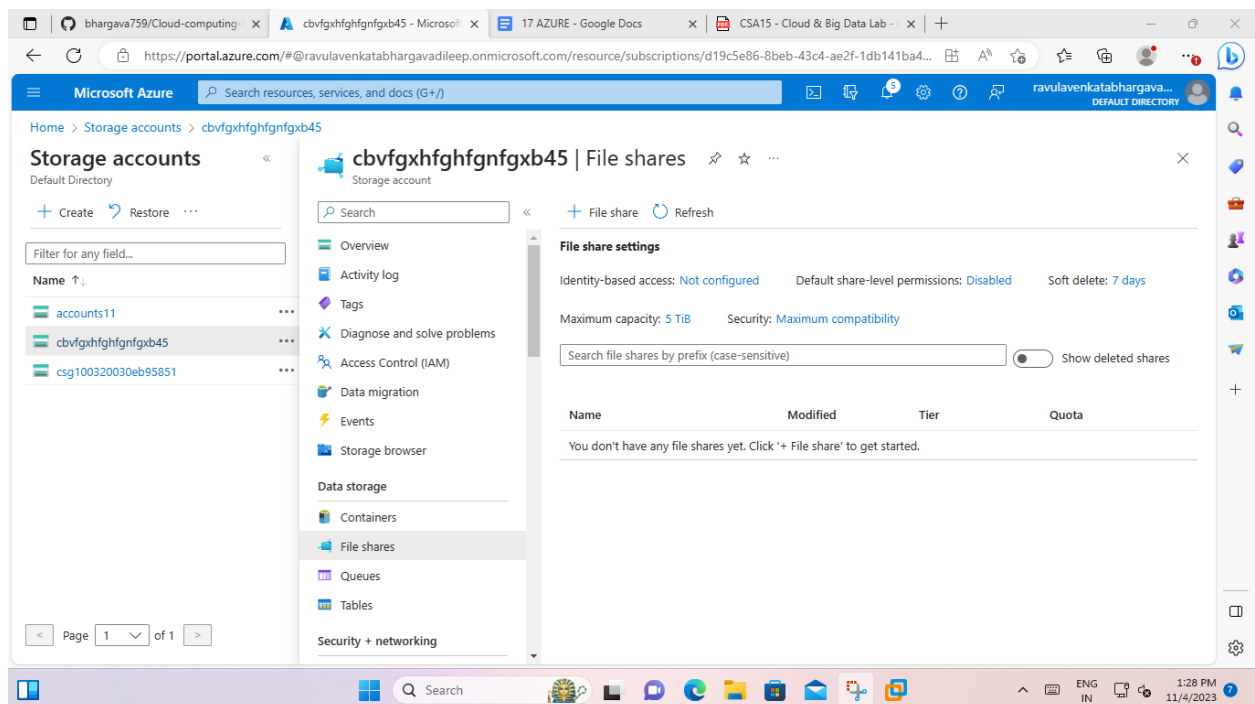 bhargava759/Cloud-computing-
cbvfgxhfghfgnfgxb45 - Microsof
17 AZURE - Google Docs
CSA15 - Cloud & Big Data Lab -
https://portal.azure.com/#@ravulavenkatabhargavadileep.onmicrosoft.com/resource/subscriptions/d19c5e86-8beb-43c4-ae2f-1db141ba4...
Microsoft Azure
Search resources, services, and docs (G+/)
5
ravulavenkatabhargava...
DEFAULT DIRECTORY
Home > Storage accounts > cbvfgxhfghfgnfgxb45
Storage accounts
Default Directory
Create
Restore
Filter for any field...
Name
accounts11
cbvfgxhfghfgnfgxb45
csg100320030eb95851
< Page 1 of 1 >
cbvfgxhfghfgnfgxb45 | File shares
Storage account
Search
Overview
Activity log
Tags
Diagnose and solve problems
Access Control (IAM)
Data migration
Events
Storage browser
Data storage
Containers
File shares
Queues
Tables
Security + networking
+ File share Refresh
File share settings
Identity-based access: Not configured Default share-level permissions: Disabled Soft delete: 7 days
Maximum capacity: 5 TiB Security: Maximum compatibility
Search file shares by prefix (case-sensitive)
Show deleted shares
Name Modified Tier Quota
You don't have any file shares yet. Click '+ File share' to get started.
Search
ENG
IN
1:28 PM
11/4/2023
7